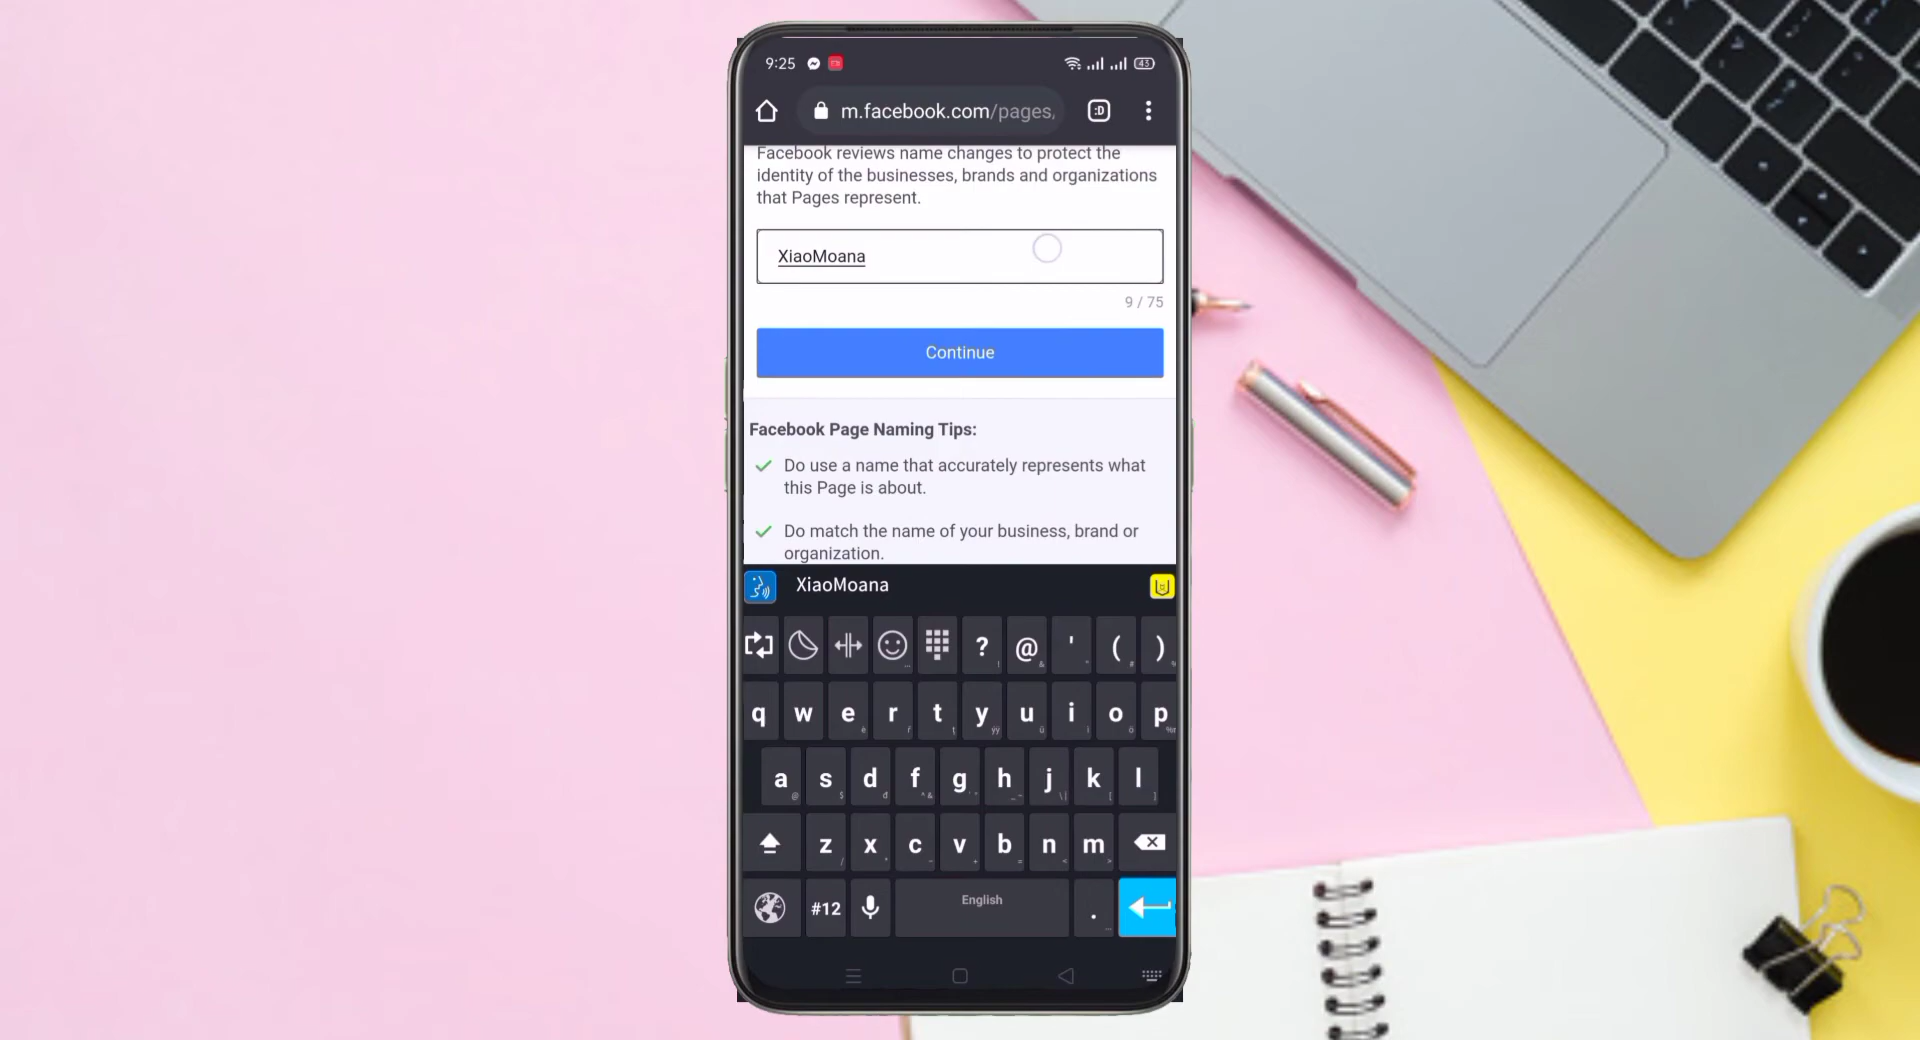 9:25
43
:D
m.facebook.com/pages,
Facebook reviews name changes to protect the
identity of the businesses, brands and organizations
that Pages represent.
XiaoMoana
9 / 75
Continue
Facebook Page Naming Tips:
Do use a name that accurately represents what
this Page is about.
Do match the name of your business, brand or
organization.
XiaoMoana
? @ ' ( )
q w e r t y u i o p
a s d f g h j k l
z x c v b n m
#12 English .